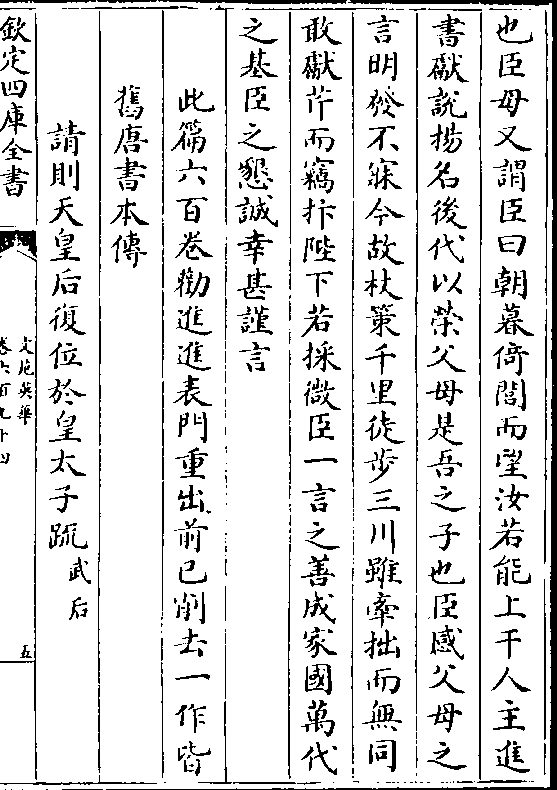 也臣母又謂臣曰朝暮倚閭而望汝若能上干人主進
書獻說揚名後代以榮父母是吾之子也臣感父母之
言明發不寐今故杖策千里徒步三川雖牽拙而無同
敢獻芹而竊抃陛下若採微臣一言之善成家國萬代
之基臣之懇誠幸甚謹言
此篇六百卷勸進進表門重出前已削去一作皆
舊唐書本傳
請則天皇后復位於皇太子疏武后
欽定四庫全書
文苑英華
卷六百九十四
五